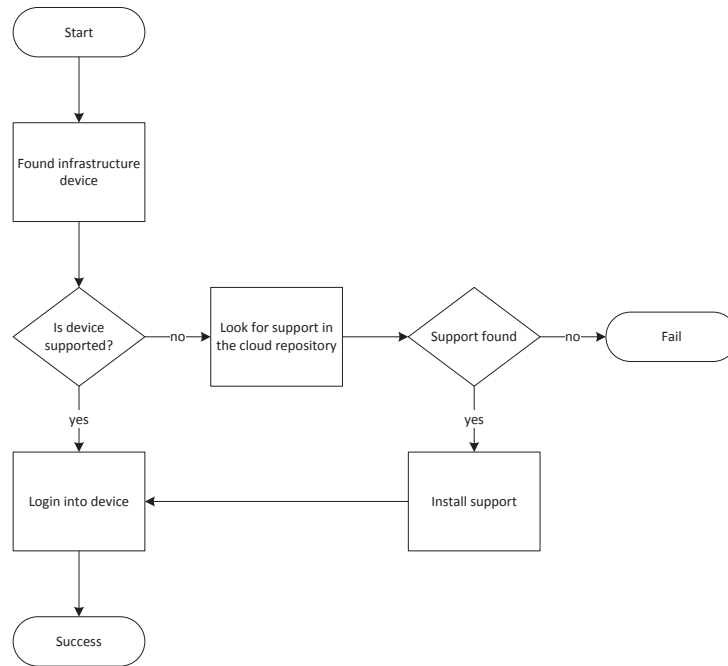 Start
Found infrastructure
device
Is device
supported?
no
Look for support in
the cloud repository
Support found
no
Fail
yes
yes
Login into device
Install support
Success